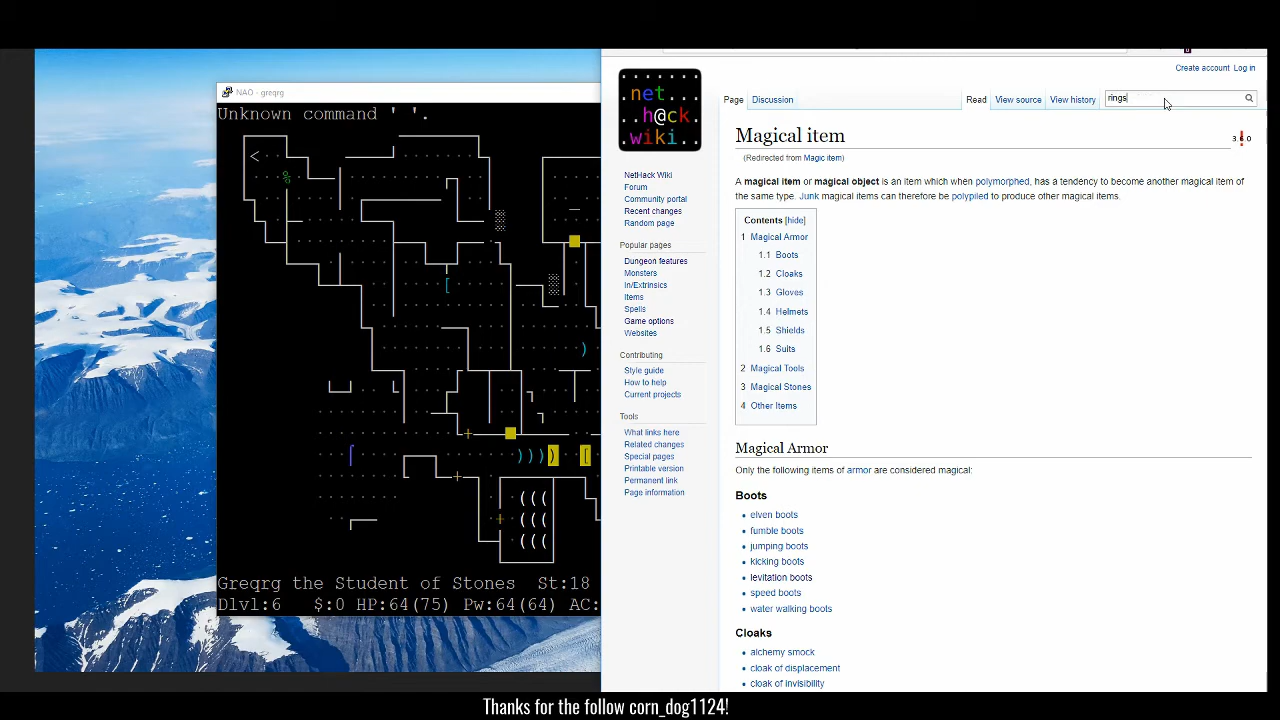 NAO - greqrg
Unknown command ' '.
Greqrg the Student of Stones St:18
Dlvl:6 $:0 HP:64(75) Pw:64(64) AC:
net
h@ck
wiki
Create account Log in
Page Discussion Read View source View history rings
Magical item
(Redirected from Magic item)
A magical item or magical object is an item which when polymorphed, has a tendency to become another magical item of
the same type. Junk magical items can therefore be polypiled to produce other magical items.
Contents [hide]
1 Magical Armor
1.1 Boots
1.2 Cloaks
1.3 Gloves
1.4 Helmets
1.5 Shields
1.6 Suits
2 Magical Tools
3 Magical Stones
4 Other Items
NetHack Wiki
Forum
Community portal
Recent changes
Random page
Popular pages
Dungeon features
Monsters
In/Extrinsics
Items
Spells
Game options
Websites
Contributing
Style guide
How to help
Current projects
Tools
What links here
Related changes
Special pages
Printable version
Permanent link
Page information
Magical Armor
Only the following items of armor are considered magical:
Boots
elven boots
fumble boots
jumping boots
kicking boots
levitation boots
speed boots
water walking boots
Cloaks
alchemy smock
cloak of displacement
cloak of invisibility
Thanks for the follow corn_dog1124!